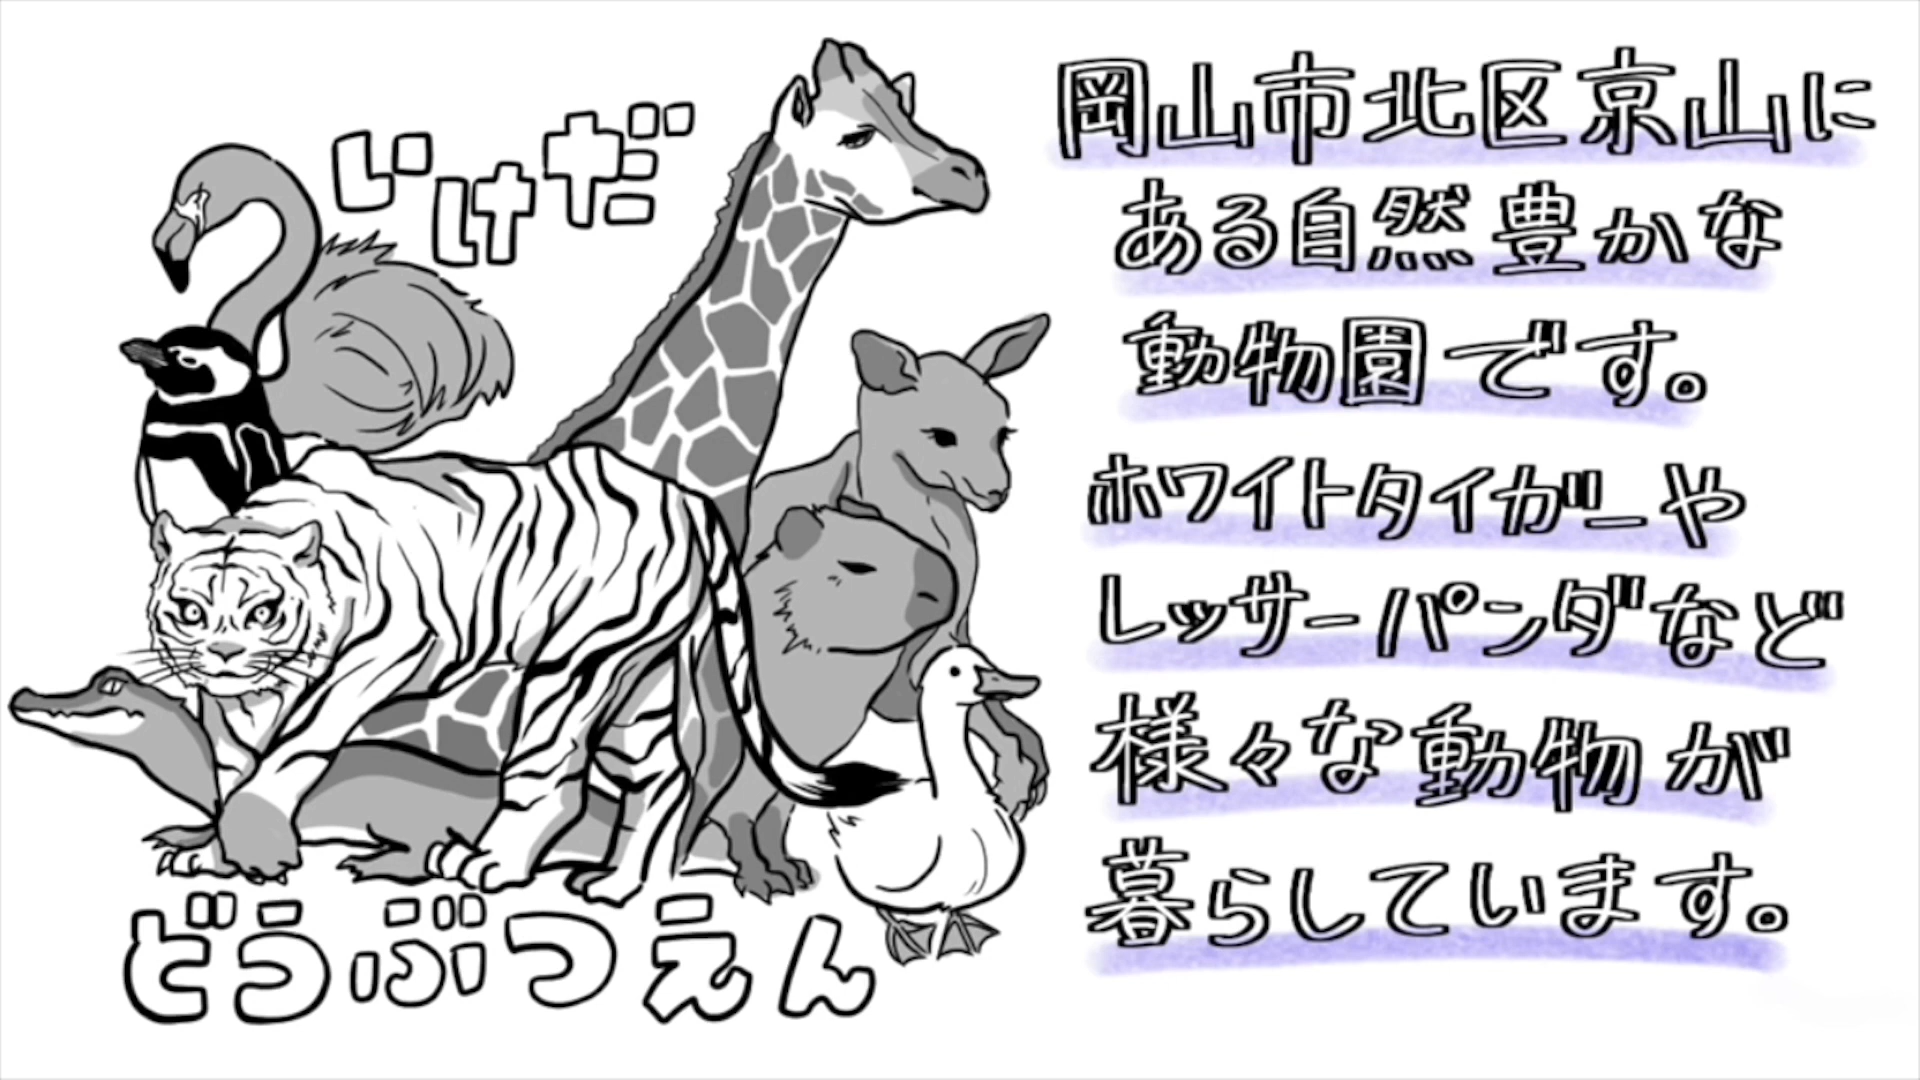 いけだ
どうぶつえん
岡山市北区京山に
ある自然豊かな
動物園です。
ホワイトタイガーや
レッサーパンダなど
様々な動物が
暮らしています。